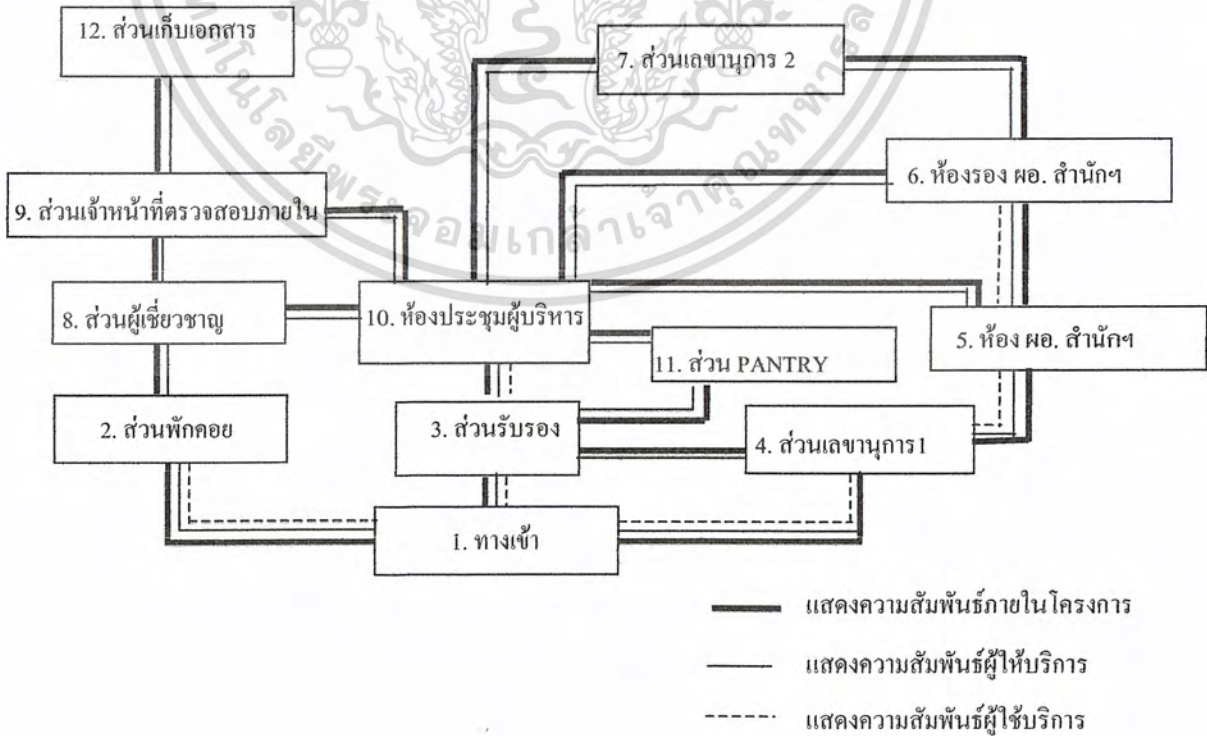 12. ส่วนเก็บเอกสาร
7. ส่วนเลขานุการ 2
6. ห้องรอง ผอ. สำนักฯ
9. ส่วนเจ้าหน้าที่ตรวจสอบภายใน
8. ส่วนผู้เชี่ยวชาญ
10. ห้องประชุมผู้บริหาร
5. ห้อง ผอ. สำนักฯ
11. ส่วน PANTRY
2. ส่วนพักคอย
3. ส่วนรับรอง
4. ส่วนเลขานุการ1
1. ทางเข้า
แสดงความสัมพันธ์ภายในโครงการ
แสดงความสัมพันธ์ผู้ให้บริการ
แสดงความสัมพันธ์ผู้ใช้บริการ